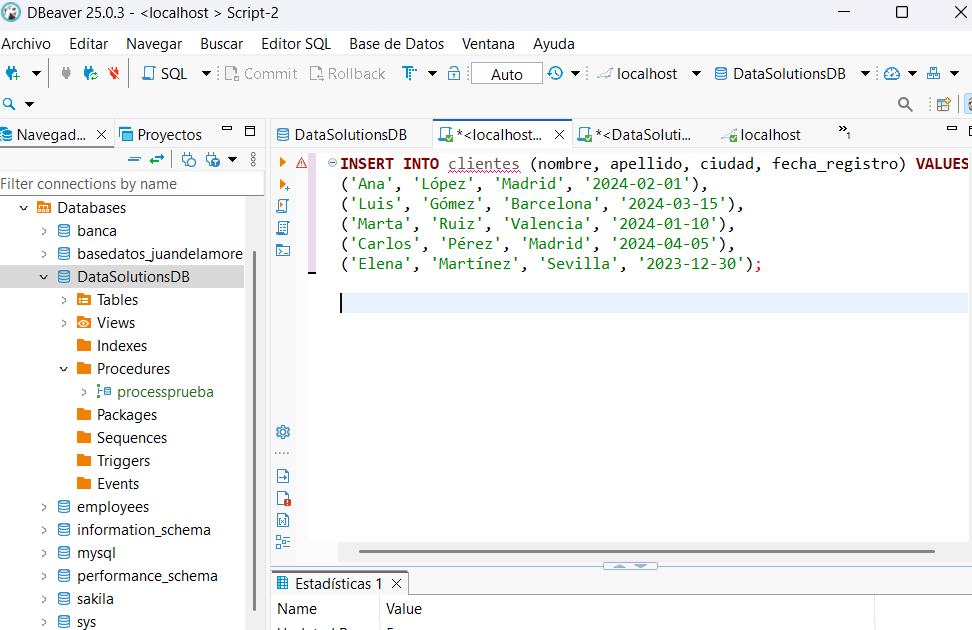 DBeaver 25.0.3 - <localhost > Script-2
Archivo Editar Navegar Buscar Editor SQL Base de Datos Ventana Ayuda
SQL Commit Rollback Auto localhost DataSolutionsDB
Navegad... Proyectos
Filter connections by name
Databases
banca
basedatos_juandelamore
DataSolutionsDB
Tables
Views
Indexes
Procedures
processprueba
Packages
Sequences
Triggers
Events
employees
information_schema
mysql
performance_schema
sakila
sys
DataSolutionsDB *<localhost... *<DataSoluti... localhost »1
INSERT INTO clientes (nombre, apellido, ciudad, fecha_registro) VALUES
('Ana', 'López', 'Madrid', '2024-02-01'),
('Luis', 'Gómez', 'Barcelona', '2024-03-15'),
('Marta', 'Ruiz', 'Valencia', '2024-01-10'),
('Carlos', 'Pérez', 'Madrid', '2024-04-05'),
('Elena', 'Martínez', 'Sevilla', '2023-12-30');
Estadísticas 1
Name Value